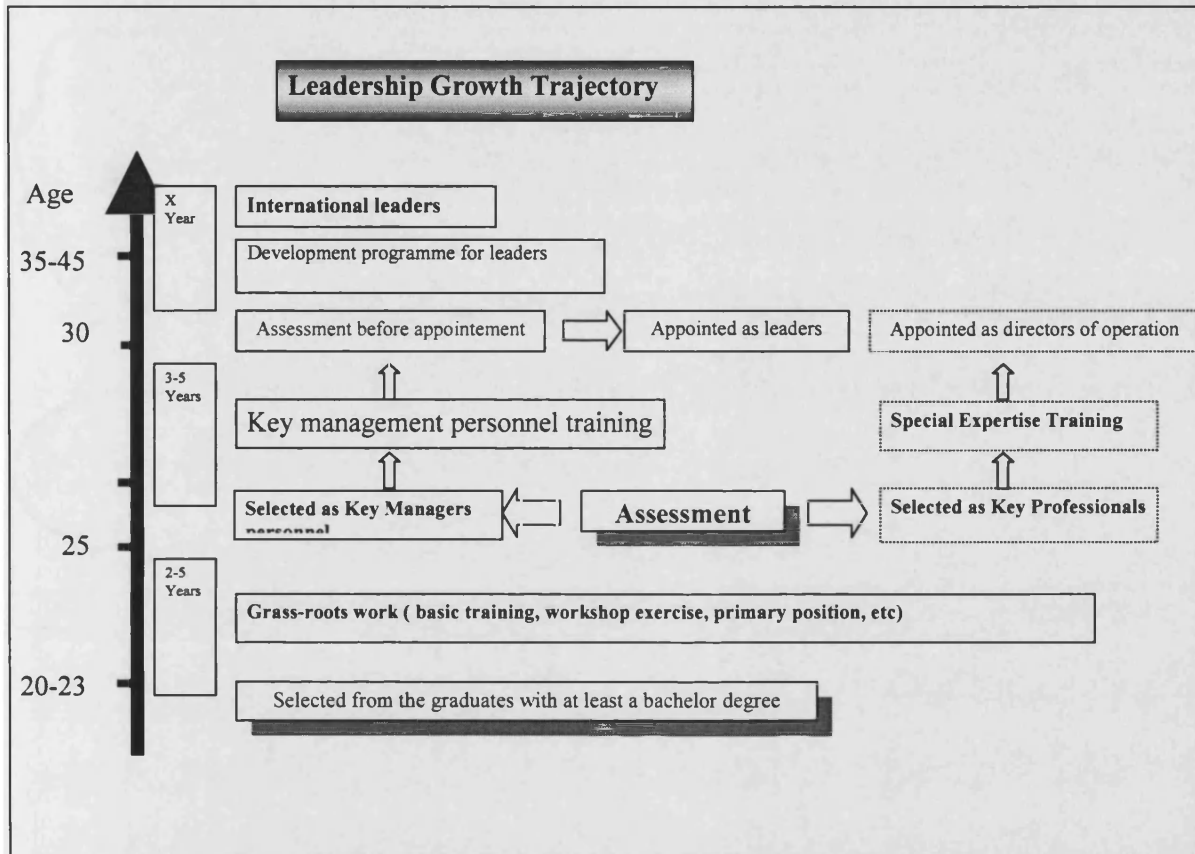 Leadership Growth Trajectory
Age
X
Year
International leaders
35-45
Development programme for leaders
30
Assessment before appointement
Appointed as leaders
Appointed as directors of operation
3-5
Years
Key management personnel training
Special Expertise Training
Selected as Key Managers
personnel
Assessment
Selected as Key Professionals
25
2-5
Years
Grass-roots work ( basic training, workshop exercise, primary position, etc)
20-23
Selected from the graduates with at least a bachelor degree